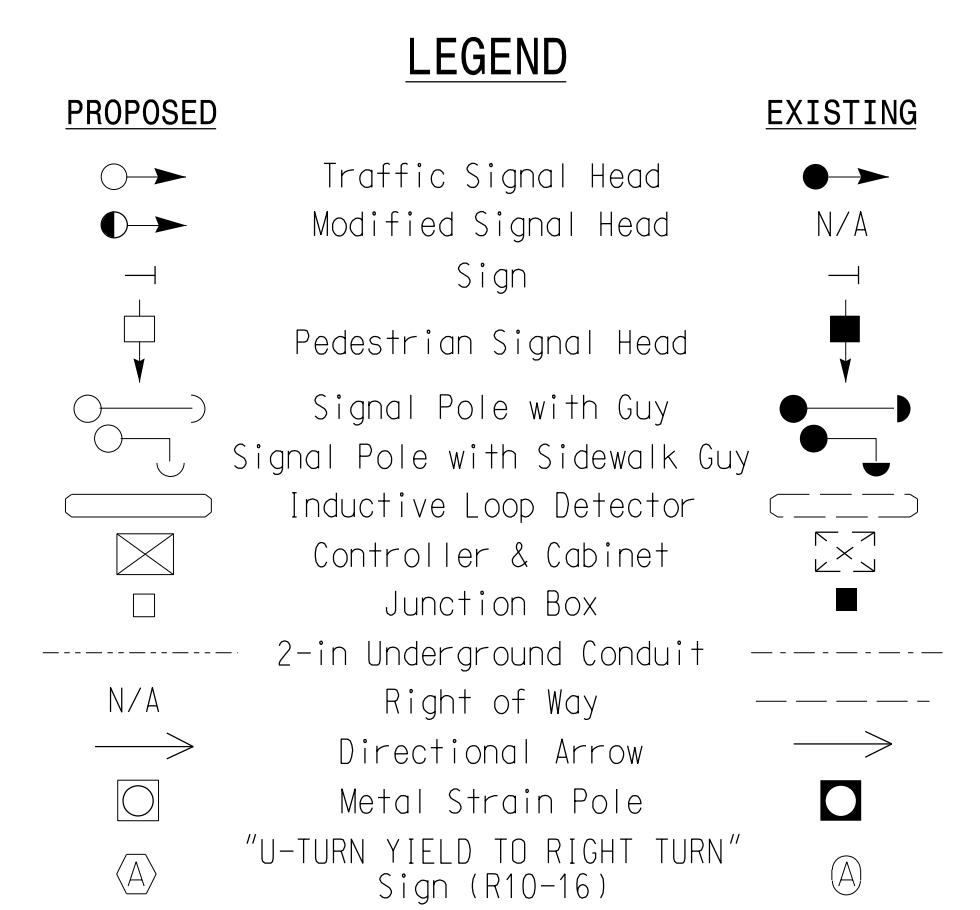 LEGEND
PROPOSED EXISTING
Traffic Signal Head
Modified Signal Head N/A
Sign
Pedestrian Signal Head
Signal Pole with Guy
Signal Pole with Sidewalk Guy
Inductive Loop Detector
Controller & Cabinet
Junction Box
2-in Underground Conduit
N/A Right of Way
Directional Arrow
Metal Strain Pole
"U-TURN YIELD TO RIGHT TURN"
A Sign (R10-16) A